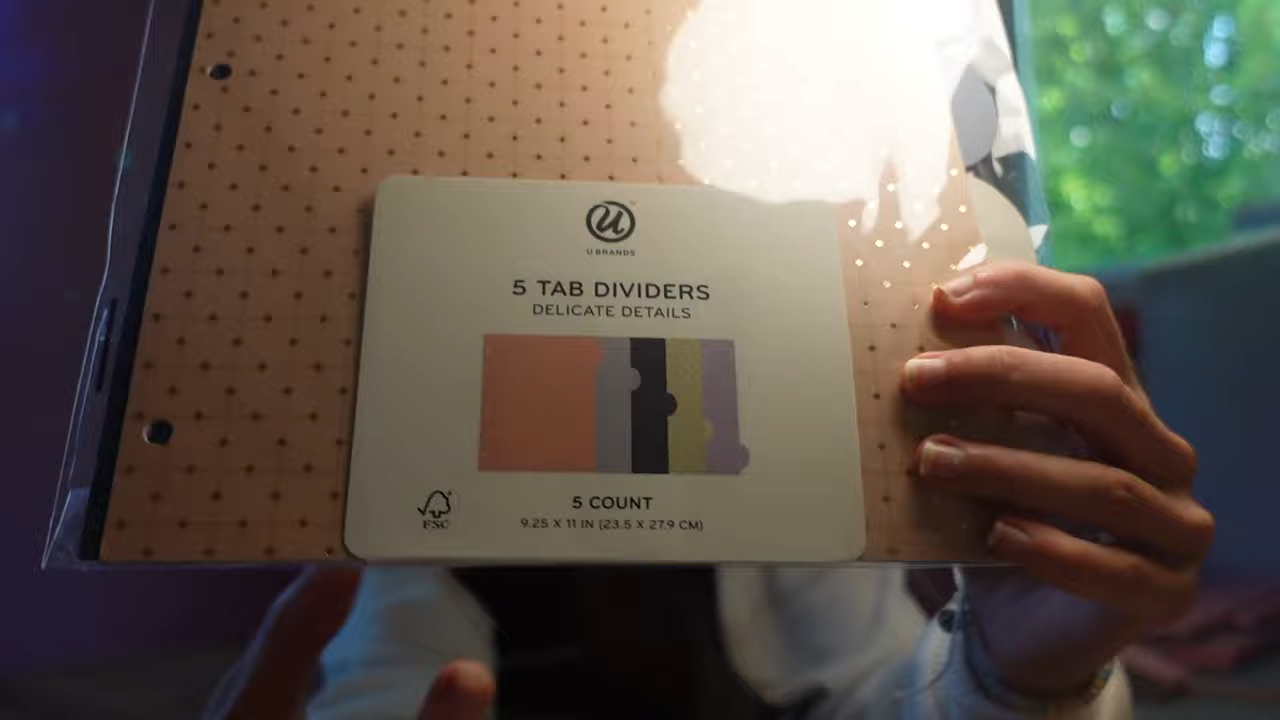 U BRANDS
5 TAB DIVIDERS
DELICATE DETAILS
5 COUNT
FSC
9.25 X 11 IN (23.5 X 27.9 CM)